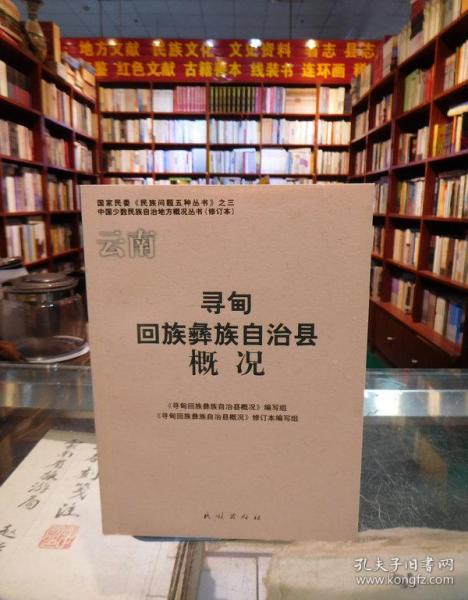 地方文献 民族文化 文史资料 省志 县志
鉴 红色文献 古籍善本 线装书 连环画
国家民委《民族问题五种丛书》之三
中国少数民族自治地方概况丛书(修订本)
云南
寻甸
回族彝族自治县
概况
《寻甸回族彝族自治县概况》编写组
《寻甸回族彝族自治县概况》修订本编写组
民族出版社
孔夫子旧书网
www.kongfz.com